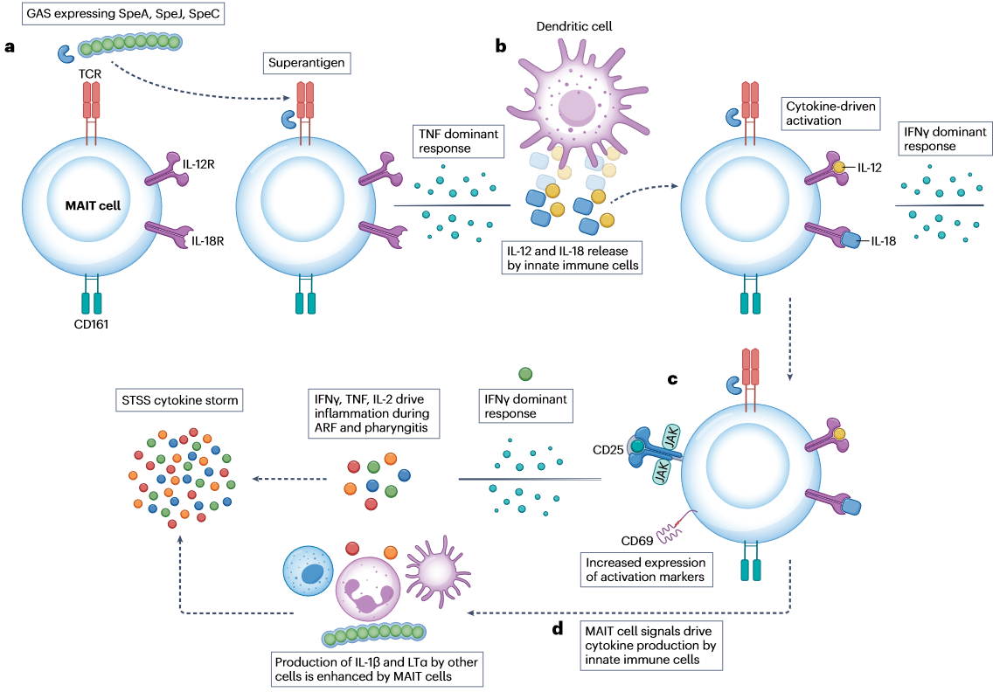 GAS expressing SpeA, SpeJ, SpeC
a
TCR
MAIT cell
IL-12R
IL-18R
CD161
Superantigen
TNF dominant
response
b
Dendritic cell
IL-12 and IL-18 release
by innate immune cells
Cytokine-driven
activation
IL-12
IL-18
IFNγ dominant
response
c
CD25
JAK
JAK
CD69
Increased expression
of activation markers
IFNγ dominant
response
IFNγ, TNF, IL-2 drive
inflammation during
ARF and pharyngitis
STSS cytokine storm
d
MAIT cell signals drive
cytokine production by
innate immune cells
Production of IL-1β and LTα by other
cells is enhanced by MAIT cells